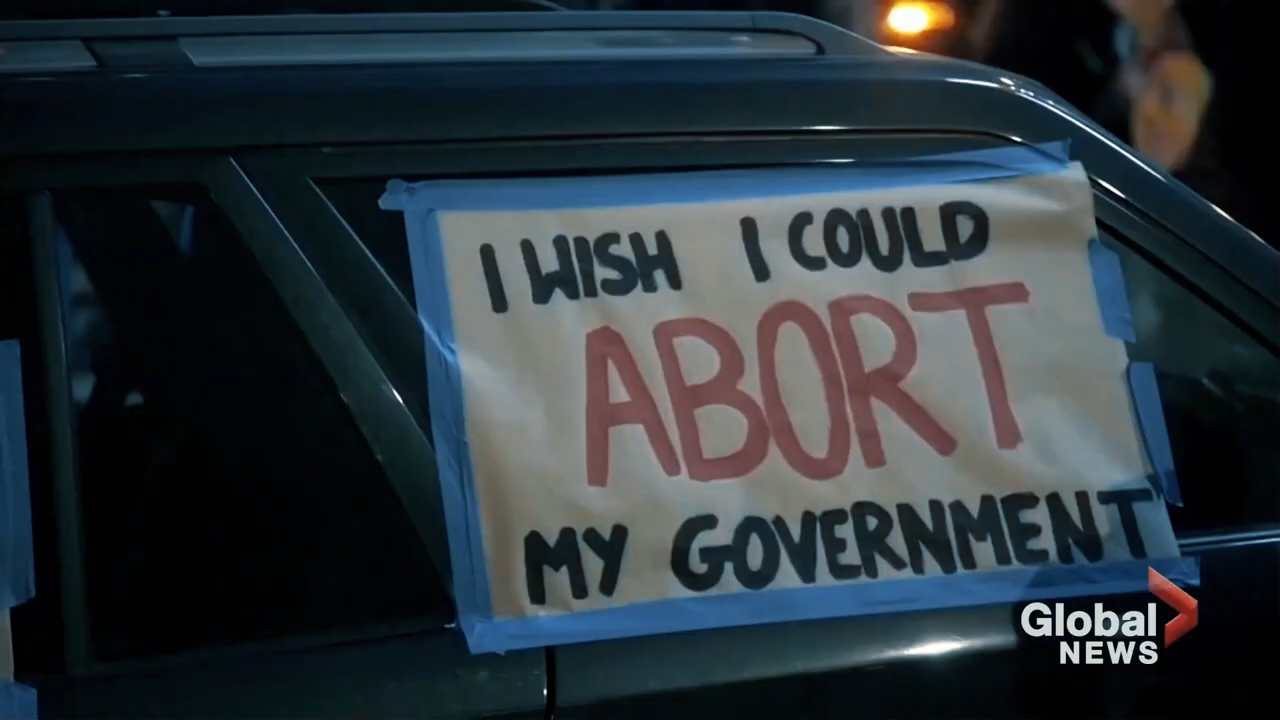 I WISH I COULD
ABORT
MY GOVERNMENT
Global
NEWS